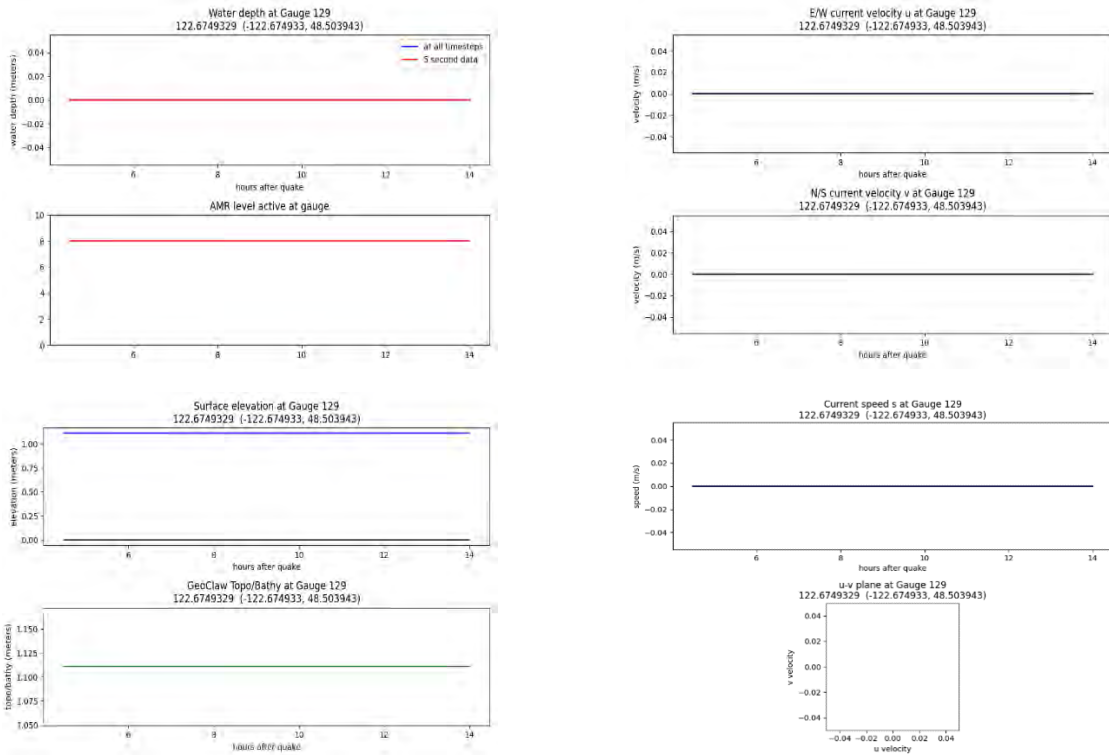 Water depth at Gauge 129
122.6749329 (-122.674933, 48.503943)
water depth (meters)
0.04
0.02
0.00
−0.02
−0.04
at all timesteps
5 second data
6
8
10
12
14
hours after quake
AMR level active at gauge
10
8
6
4
2
0
6
8
10
12
14
hours after quake
Surface elevation at Gauge 129
122.6749329 (-122.674933, 48.503943)
elevation (meters)
1.00
0.75
0.50
0.25
0.00
6
8
10
12
14
hours after quake
GeoClaw Topo/Bathy at Gauge 129
122.6749329 (-122.674933, 48.503943)
topo/bathy (meters)
1.150
1.125
1.100
1.075
1.050
6
8
10
12
14
hours after quake
E/W current velocity u at Gauge 129
122.6749329 (-122.674933, 48.503943)
velocity (m/s)
0.04
0.02
0.00
−0.02
−0.04
6
8
10
12
14
hours after quake
N/S current velocity v at Gauge 129
122.6749329 (-122.674933, 48.503943)
velocity (m/s)
0.04
0.02
0.00
−0.02
−0.04
6
8
10
12
14
hours after quake
Current speed s at Gauge 129
122.6749329 (-122.674933, 48.503943)
speed (m/s)
0.04
0.02
0.00
−0.02
−0.04
6
8
10
12
14
hours after quake
u-v plane at Gauge 129
122.6749329 (-122.674933, 48.503943)
v velocity
0.04
0.02
0.00
−0.02
−0.04
−0.04 −0.02 0.00 0.02 0.04
u velocity